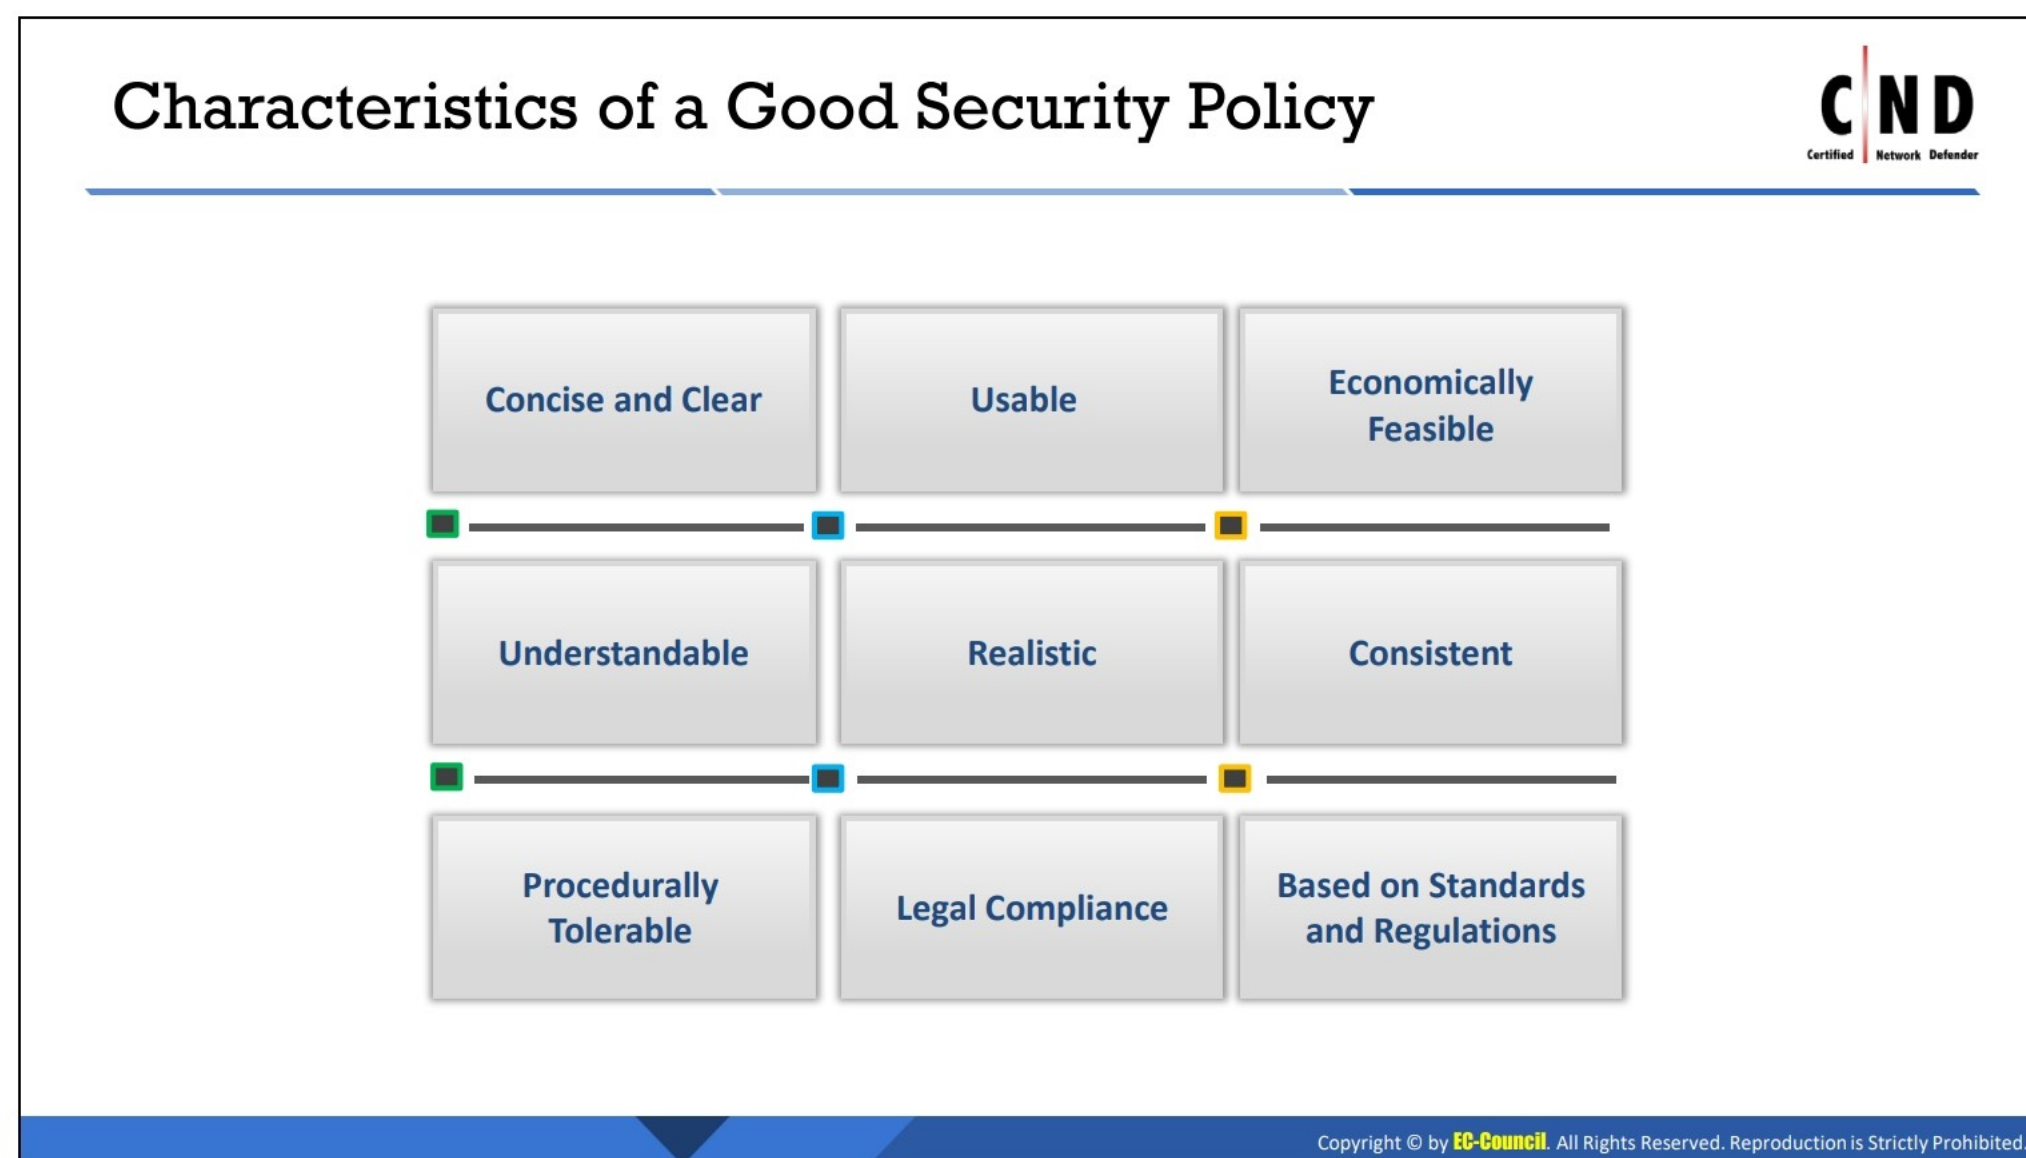 Characteristics of a Good Security Policy
C ND
Certified Network Defender
Concise and Clear
Usable
Economically
Feasible
Understandable
Realistic
Consistent
Procedurally
Tolerable
Legal Compliance
Based on Standards
and Regulations
Copyright © by EC-Council. All Rights Reserved. Reproduction is Strictly Prohibited.